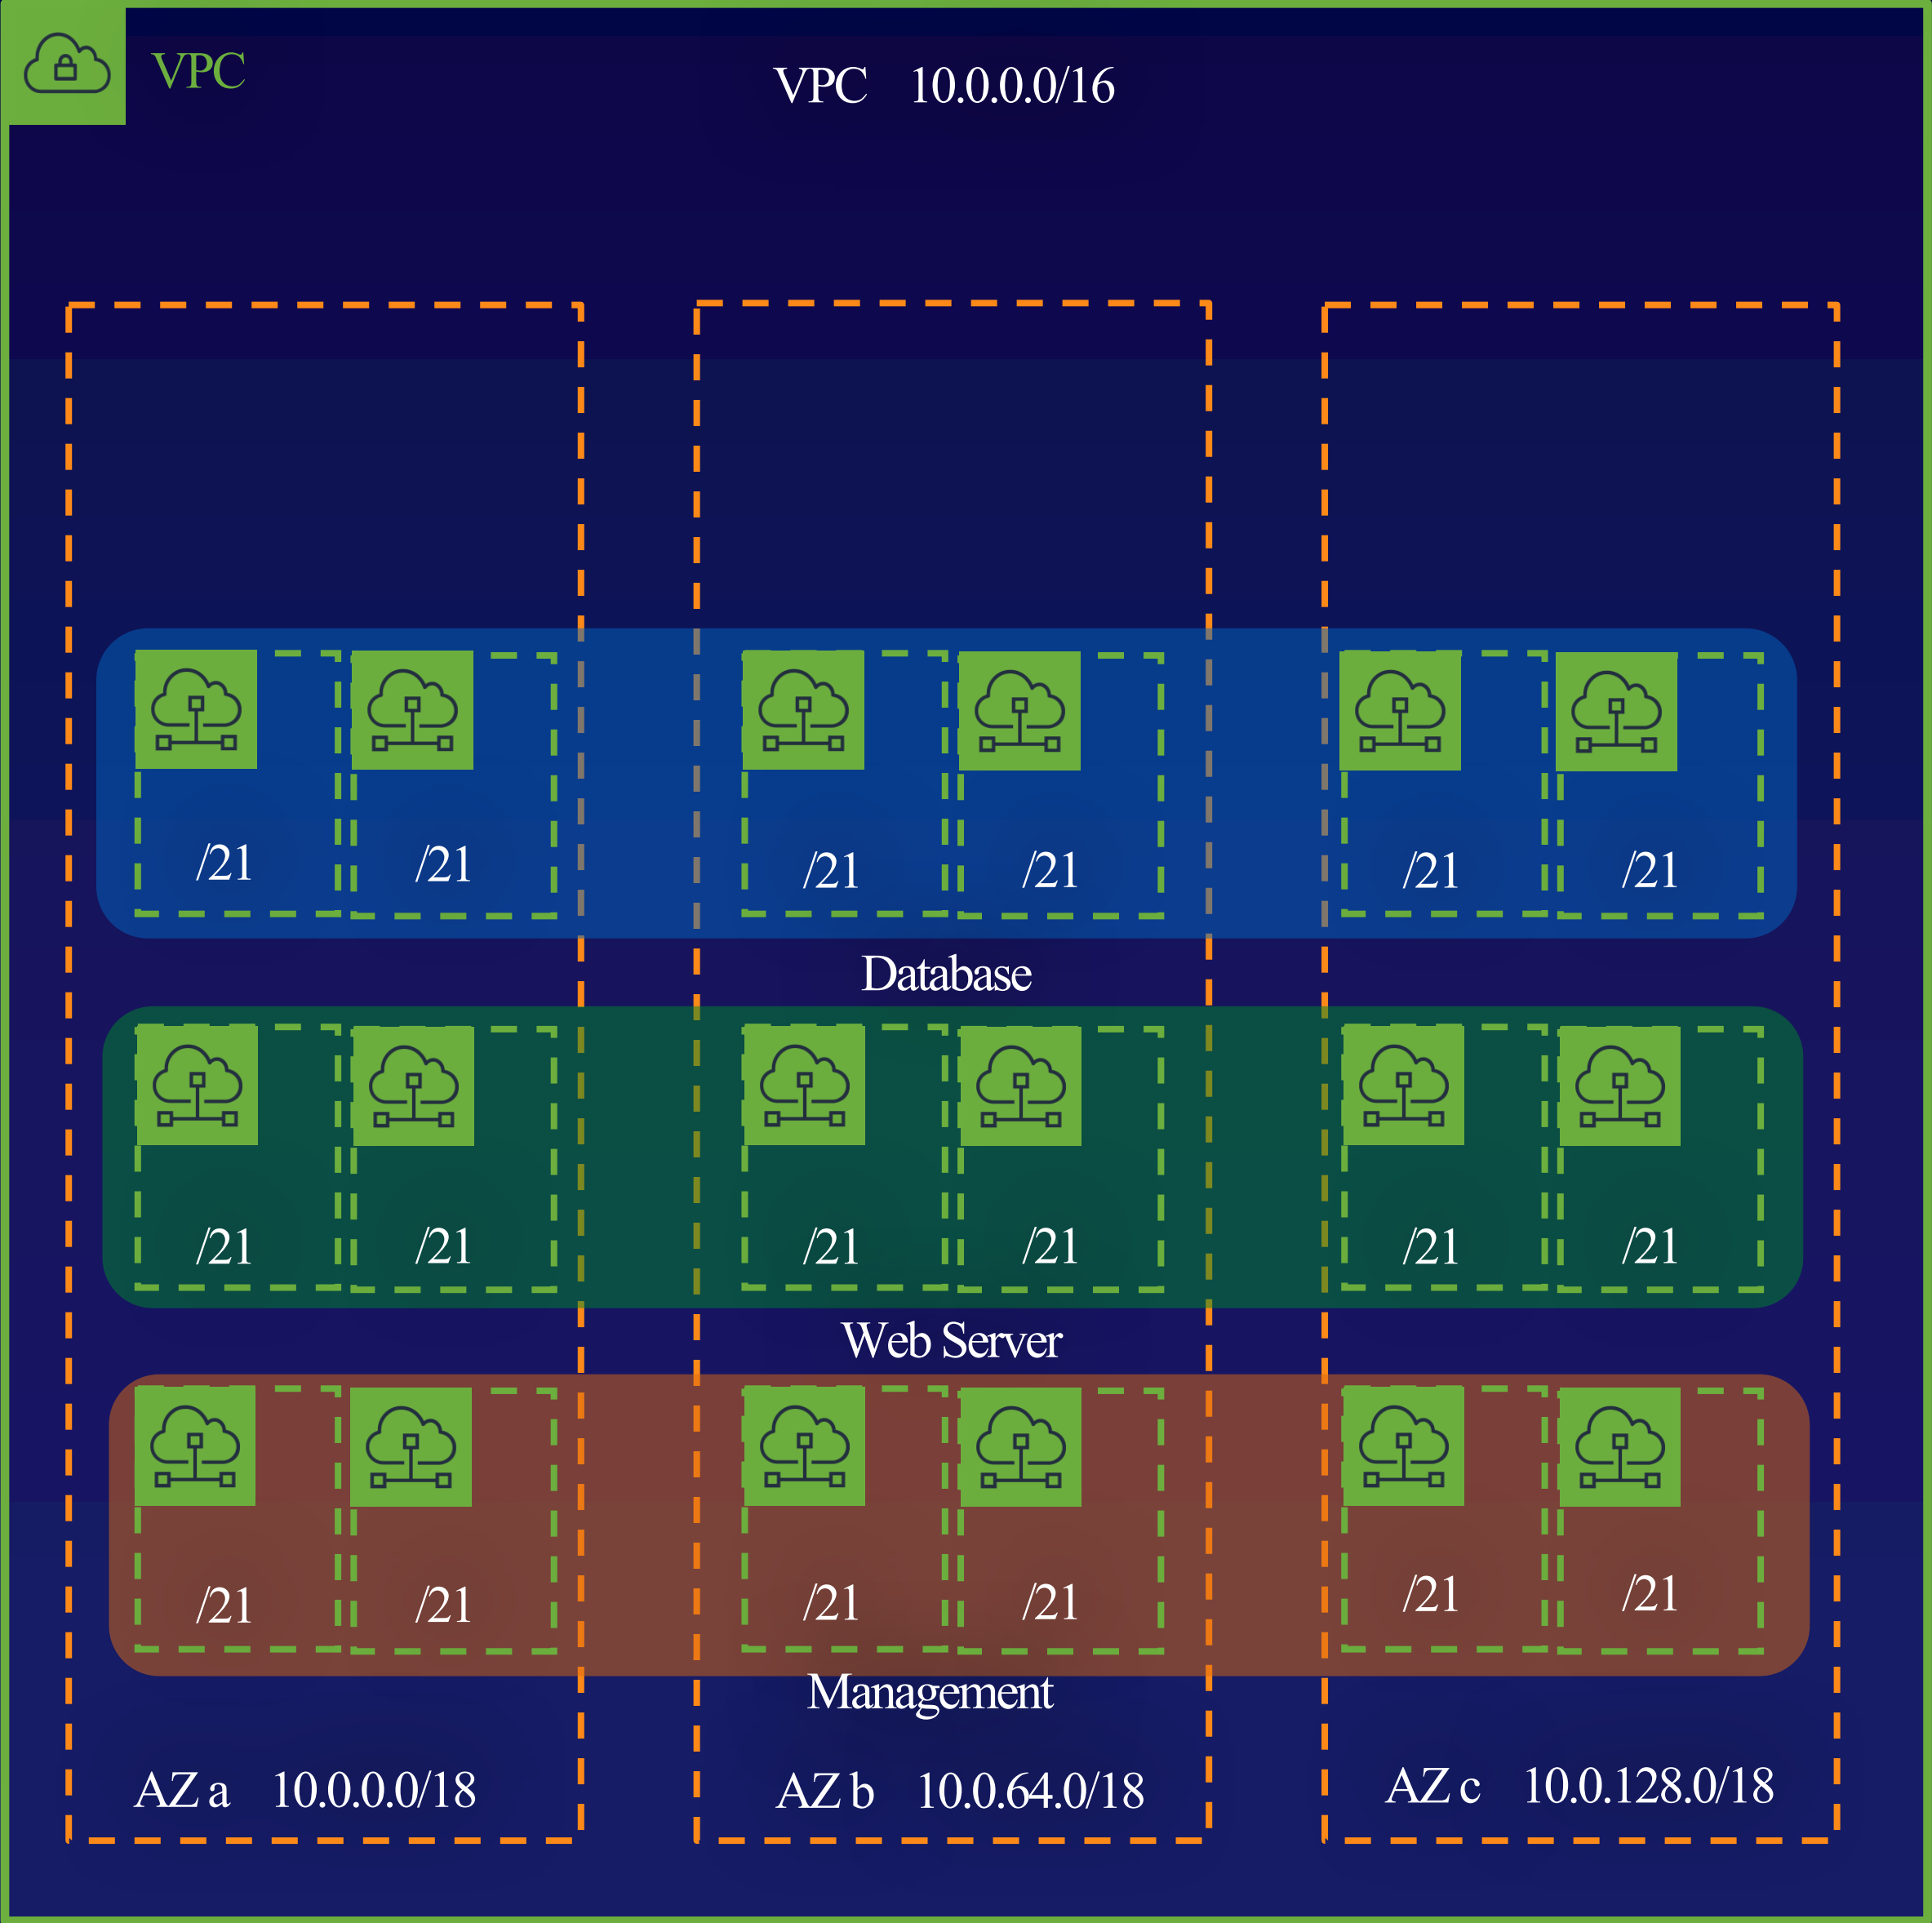 VPC
VPC 10.0.0.0/16
/21 /21 /21 /21 /21 /21
Database
/21 /21 /21 /21 /21 /21
Web Server
/21 /21 /21 /21 /21 /21
Management
AZ a 10.0.0.0/18
AZ b 10.0.64.0/18
AZ c 10.0.128.0/18